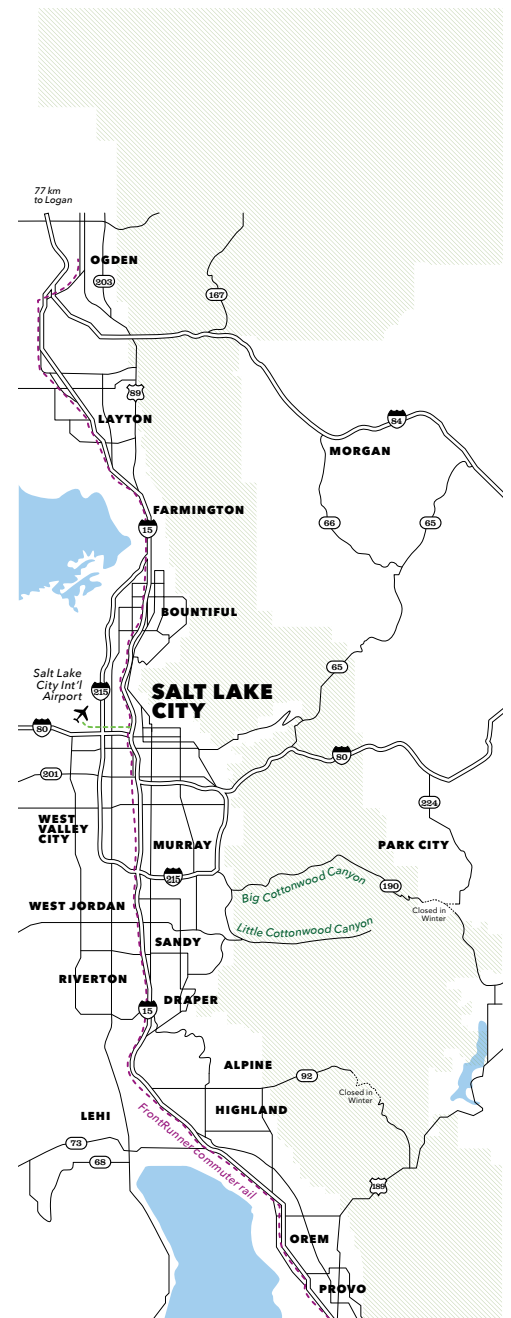 77 km
to Logan
OGDEN
203
167
89
LAYTON
84
MORGAN
FARMINGTON
15
66
65
BOUNTIFUL
65
Salt Lake
City Int'l
Airport
215
SALT LAKE
CITY
80
80
201
224
WEST
VALLEY
CITY
MURRAY
PARK CITY
215
Big Cottonwood Canyon
190
WEST JORDAN
Closed in
Winter
Little Cottonwood Canyon
SANDY
RIVERTON
DRAPER
15
ALPINE
92
Closed in
Winter
LEHI
HIGHLAND
FrontRunner commuter rail
73
68
189
OREM
PROVO